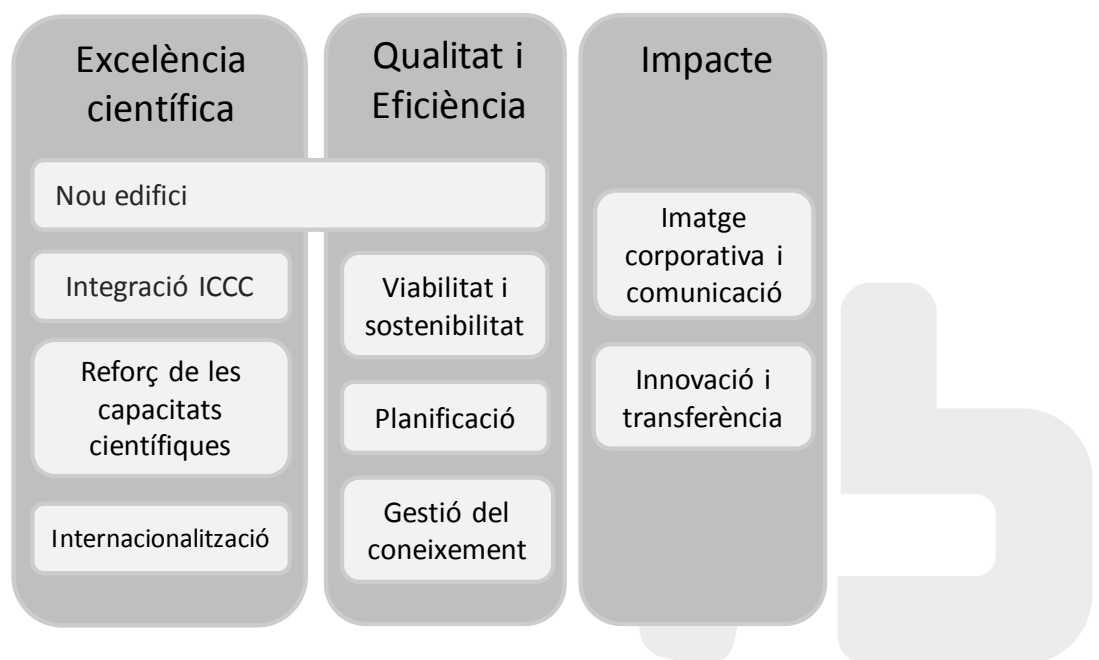 Excelència
científica
Nou edifici
Integració ICCC
Reforç de les
capacitats
científiques
Internacionalització
Qualitat i
Eficiència
Viabilitat i
sostenibilitat
Planificació
Gestió del
coneixement
Impacte
Imatge
corporativa i
comunicació
Innovació i
transferència